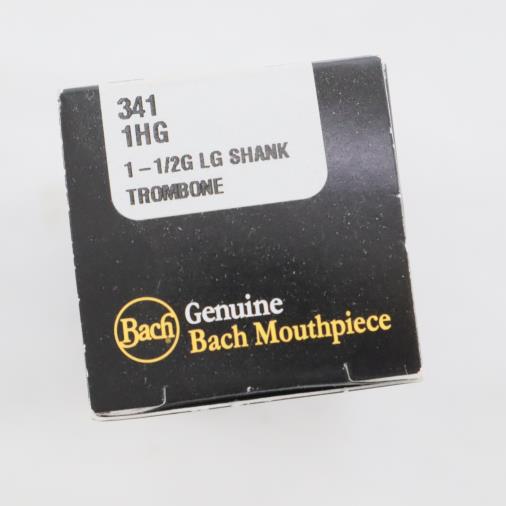 341
1HG
1-1/2G LG SHANK
TROMBONE
Bach
Genuine
Bach Mouthpiece